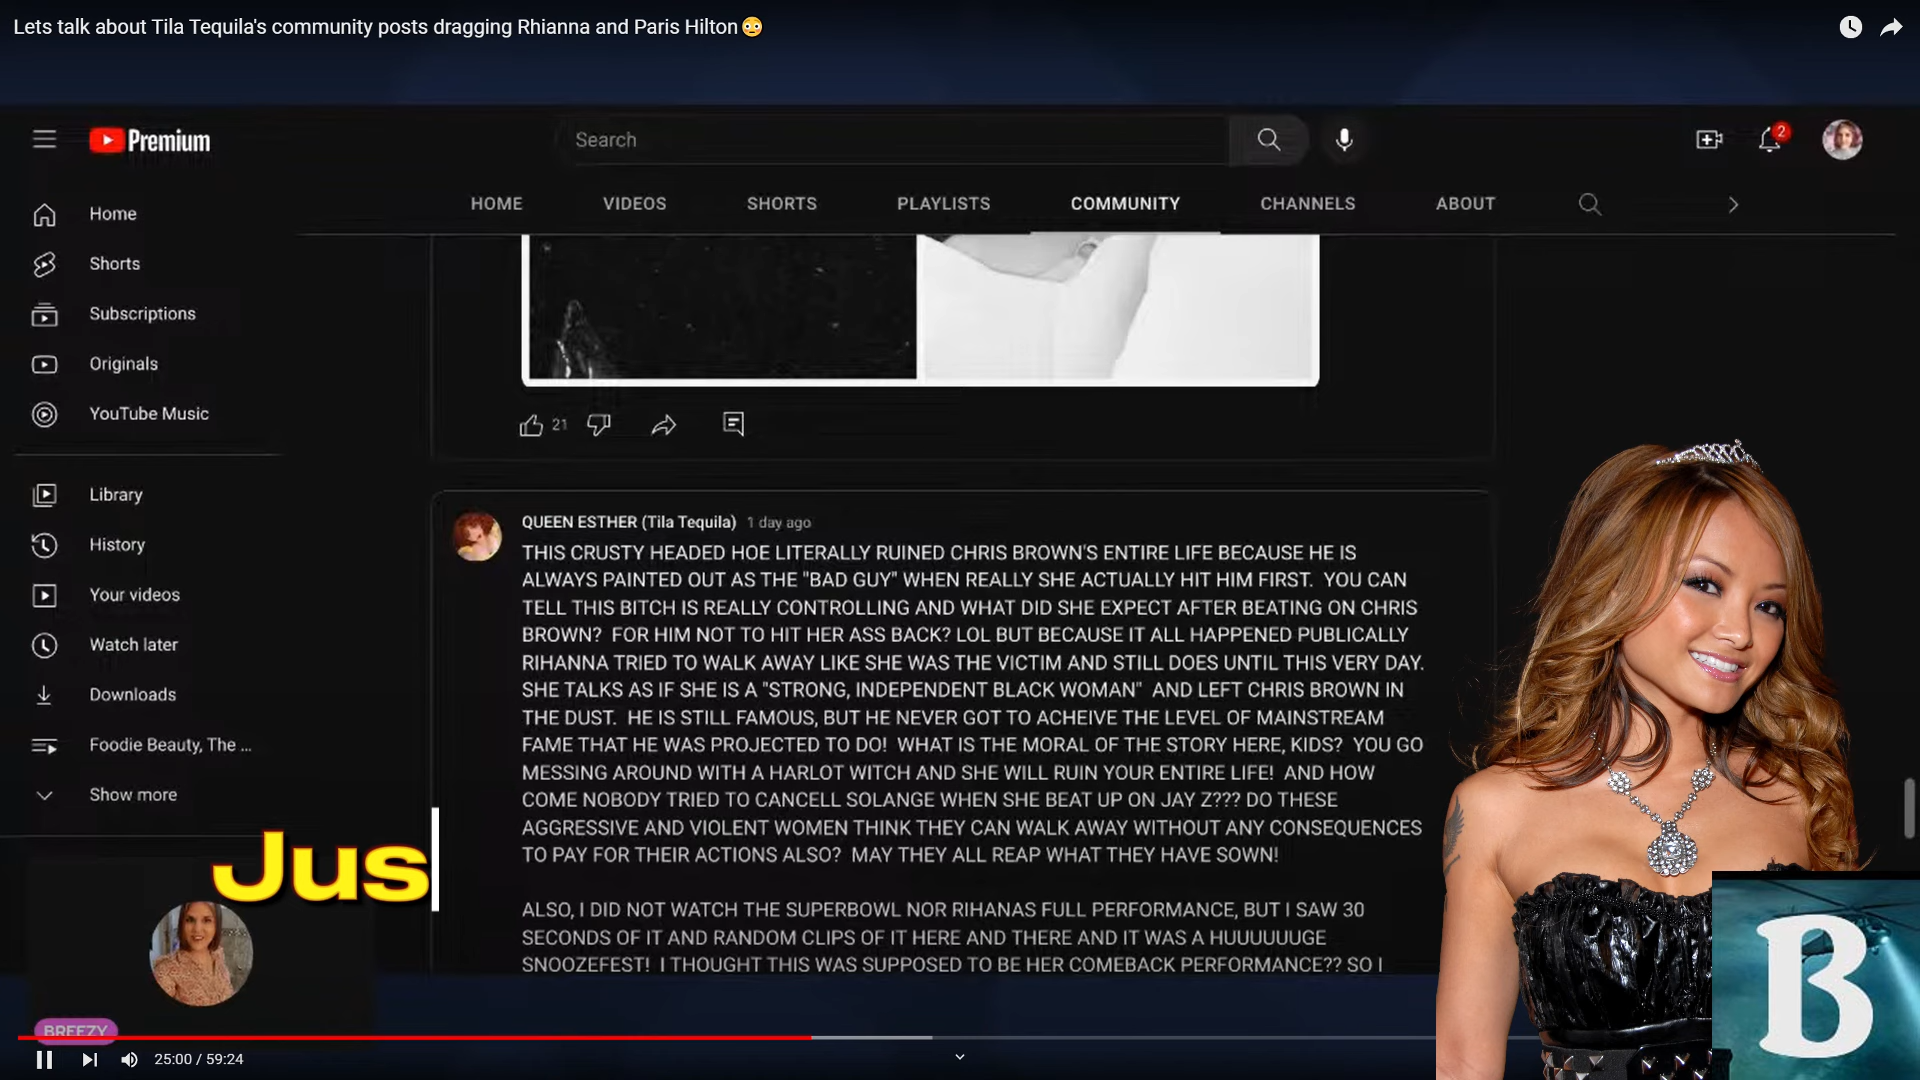 Lets talk about Tila Tequila's community posts dragging Rhianna and Paris Hilton😳
Premium
Search
2
HOME
VIDEOS
SHORTS
PLAYLISTS
COMMUNITY
CHANNELS
ABOUT
Home
Shorts
Subscriptions
Originals
YouTube Music
Library
History
Your videos
Watch later
Downloads
Foodie Beauty, The ...
Show more
21
QUEEN ESTHER (Tila Tequila) 1 day ago
THIS CRUSTY HEADED HOE LITERALLY RUINED CHRIS BROWN'S ENTIRE LIFE BECAUSE HE IS
ALWAYS PAINTED OUT AS THE "BAD GUY" WHEN REALLY SHE ACTUALLY HIT HIM FIRST. YOU CAN
TELL THIS BITCH IS REALLY CONTROLLING AND WHAT DID SHE EXPECT AFTER BEATING ON CHRIS
BROWN? FOR HIM NOT TO HIT HER ASS BACK? LOL BUT BECAUSE IT ALL HAPPENED PUBLICALLY
RIHANNA TRIED TO WALK AWAY LIKE SHE WAS THE VICTIM AND STILL DOES UNTIL THIS VERY DAY.
SHE TALKS AS IF SHE IS A "STRONG, INDEPENDENT BLACK WOMAN" AND LEFT CHRIS BROWN IN
THE DUST. HE IS STILL FAMOUS, BUT HE NEVER GOT TO ACHEIVE THE LEVEL OF MAINSTREAM
FAME THAT HE WAS PROJECTED TO DO! WHAT IS THE MORAL OF THE STORY HERE, KIDS? YOU GO
MESSING AROUND WITH A HARLOT WITCH AND SHE WILL RUIN YOUR ENTIRE LIFE! AND HOW
COME NOBODY TRIED TO CANCELL SOLANGE WHEN SHE BEAT UP ON JAY Z??? DO THESE
AGGRESSIVE AND VIOLENT WOMEN THINK THEY CAN WALK AWAY WITHOUT ANY CONSEQUENCES
TO PAY FOR THEIR ACTIONS ALSO? MAY THEY ALL REAP WHAT THEY HAVE SOWN!
ALSO, I DID NOT WATCH THE SUPERBOWL NOR RIHANAS FULL PERFORMANCE, BUT I SAW 30
SECONDS OF IT AND RANDOM CLIPS OF IT HERE AND THERE AND IT WAS A HUUUUUUGE
SNOOZEFEST! I THOUGHT THIS WAS SUPPOSED TO BE HER COMEBACK PERFORMANCE?? SO I
Jus
BREEZY
25:00 / 59:24
B